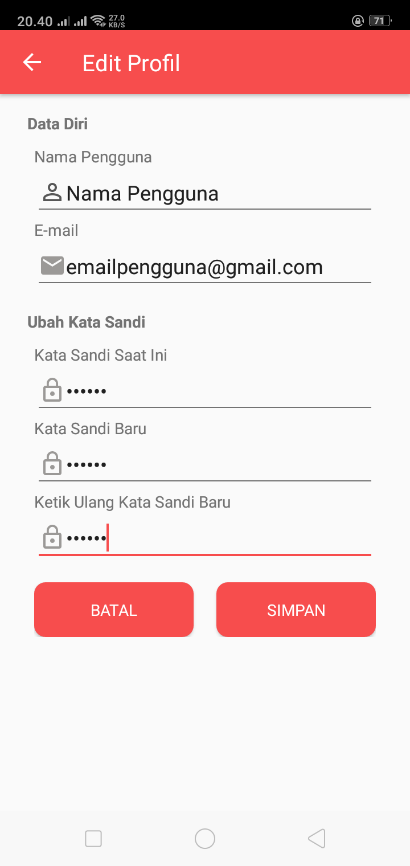 20.40 27.0 KB/S 71
Edit Profil
Data Diri
Nama Pengguna
Nama Pengguna
E-mail
emailpengguna@gmail.com
Ubah Kata Sandi
Kata Sandi Saat Ini
••••••
Kata Sandi Baru
••••••
Ketik Ulang Kata Sandi Baru
••••••
BATAL SIMPAN